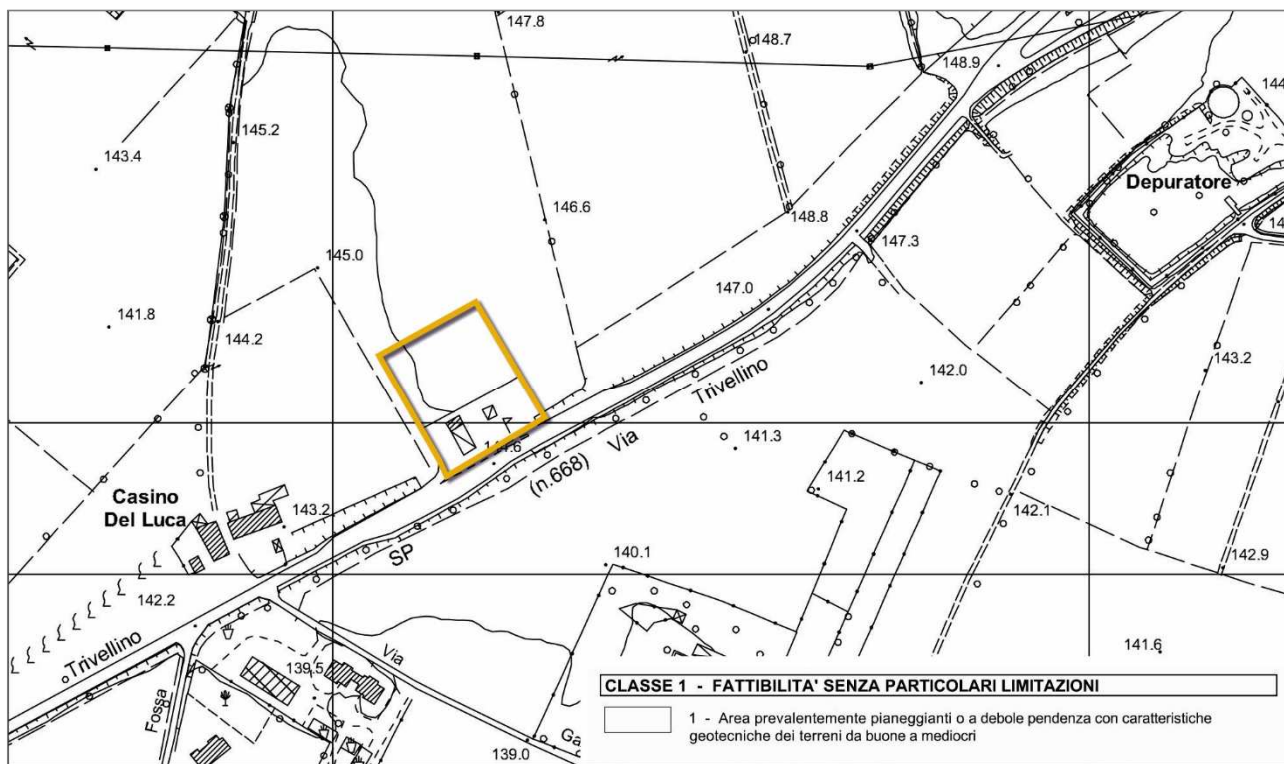 147.8
148.7
148.9
144
145.2
143.4
Depuratore
146.6
148.8
147.3
145.0
147.0
141.8
144.2
143.2
142.0
Trivellino
Via
141.3
(n.668)
141.2
Casino
Del Luca
143.2
SP
142.1
140.1
142.9
142.2
Trivellino
Via
141.6
139.5
Fossa
139.0
Ga
CLASSE 1 - FATTIBILITA' SENZA PARTICOLARI LIMITAZIONI
1 - Area prevalentemente pianeggianti o a debole pendenza con caratteristiche
geotecniche dei terreni da buone a mediocri